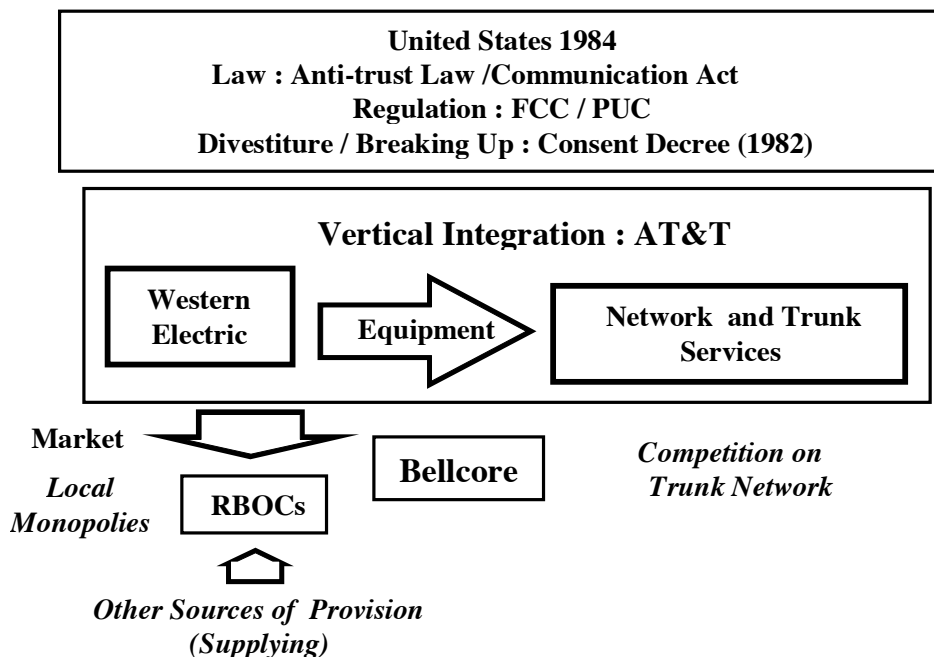 United States 1984
Law : Anti-trust Law /Communication Act
Regulation : FCC / PUC
Divestiture / Breaking Up : Consent Decree (1982)
Vertical Integration : AT&T
Western
Electric
Equipment
Network and Trunk
Services
Market
Local
Monopolies
RBOCs
Bellcore
Competition on
Trunk Network
Other Sources of Provision
(Supplying)